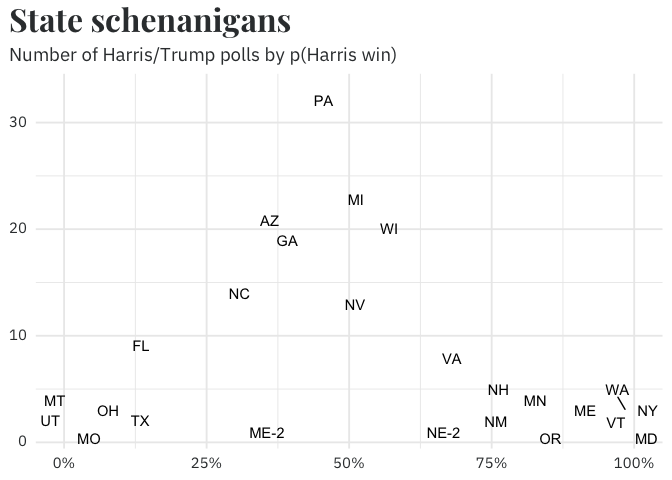 State schenanigans
Number of Harris/Trump polls by p(Harris win)
PA
30
MI
AZ
WI
20
GA
NC
NV
10
FL
VA
NH
WA
MT
MN
OH
ME
NY
UT
TX
NM
VT
ME-2
NE-2
MO
OR
MD
0
0%
25%
50%
75%
100%